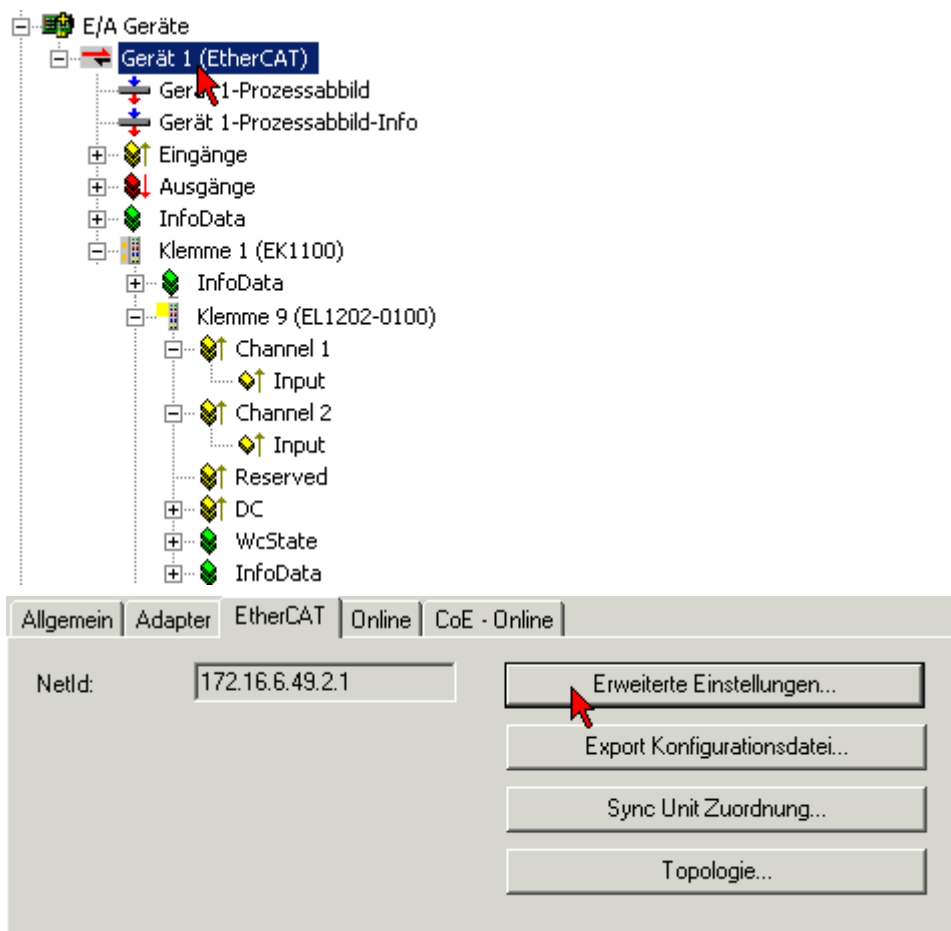 E/A Geräte
Gerät 1 (EtherCAT)
Gerät 1-Prozessabbild
Gerät 1-Prozessabbild-Info
Eingänge
Ausgänge
InfoData
Klemme 1 (EK1100)
InfoData
Klemme 9 (EL1202-0100)
Channel 1
Input
Channel 2
Input
Reserved
DC
WcState
InfoData
Allgemein Adapter EtherCAT Online CoE - Online
NetId: 172.16.6.49.2.1 Erweiterte Einstellungen...
Export Konfigurationsdatei...
Sync Unit Zuordnung...
Topologie...